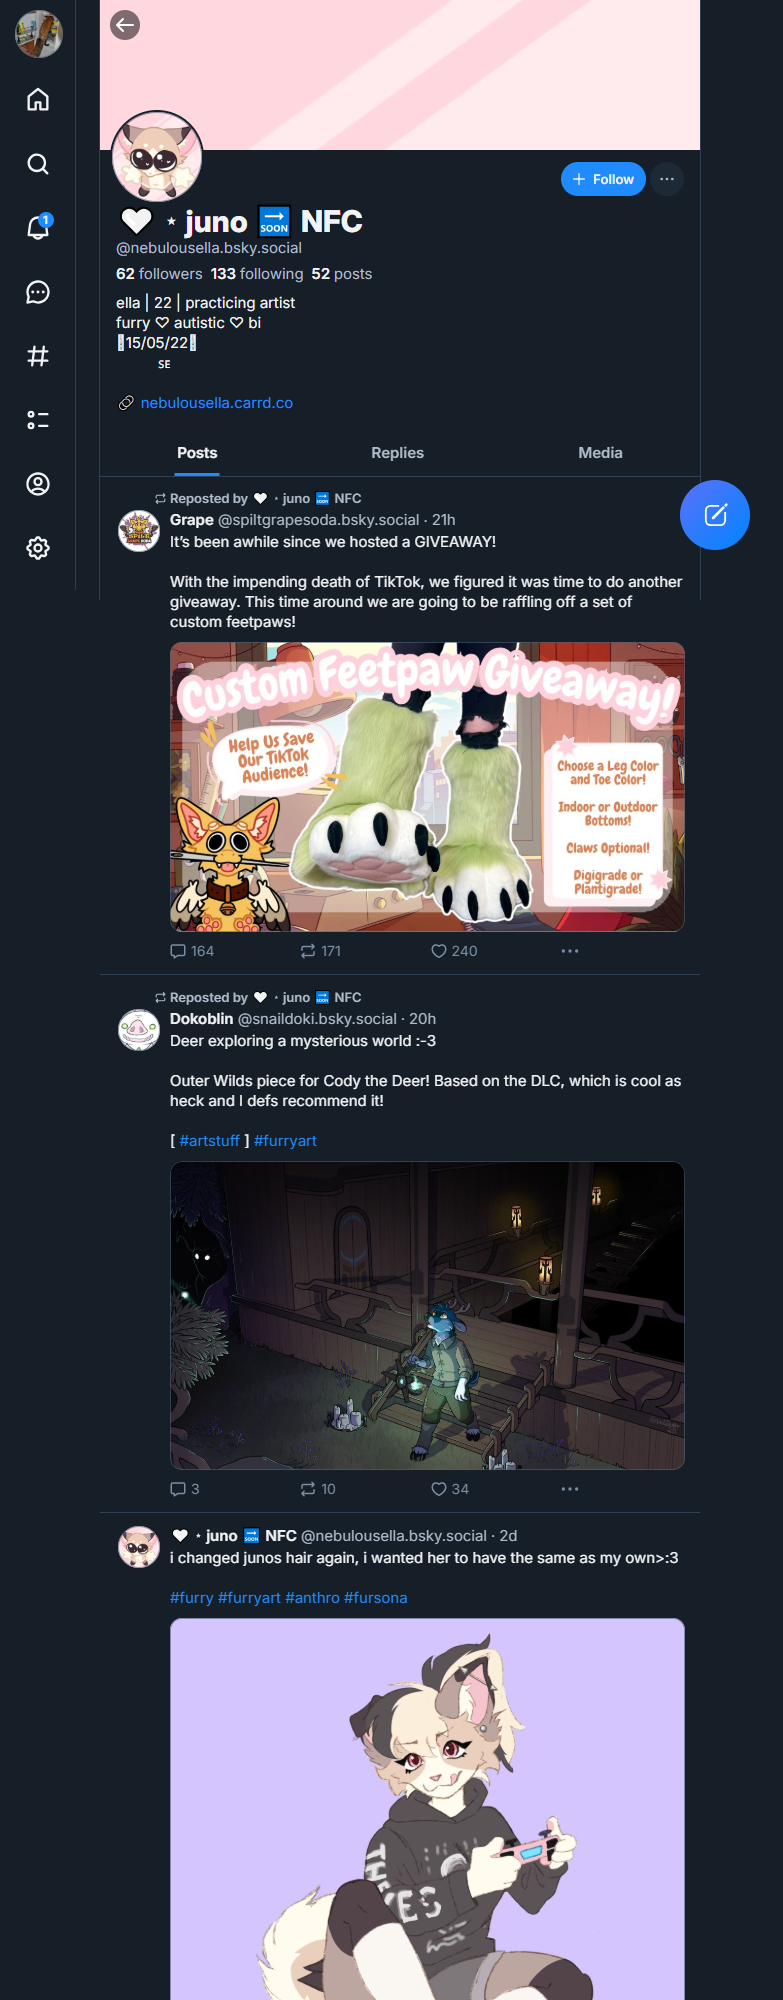 🤍 ⋆ juno 🔜 NFC
@nebulousella.bsky.social
62 followers 133 following 52 posts
ella | 22 | practicing artist
furry ♡ autistic ♡ bi
15/05/22
SE
nebulousella.carrd.co
+ Follow
1
Posts Replies Media
Reposted by 🤍 ⋆ juno 🔜 NFC
Grape @spiltgrapesoda.bsky.social · 21h
It’s been awhile since we hosted a GIVEAWAY!
With the impending death of TikTok, we figured it was time to do another
giveaway. This time around we are going to be raffling off a set of
custom feetpaws!
Custom Feetpaw Giveaway!
Help Us Save
Our TikTok
Audience!
Choose a Leg Color
and Toe Color!
Indoor or Outdoor
Bottoms!
Claws Optional!
Digigrade or
Plantigrade!
164 171 240
Reposted by 🤍 ⋆ juno 🔜 NFC
Dokoblin @snaildoki.bsky.social · 20h
Deer exploring a mysterious world :-3
Outer Wilds piece for Cody the Deer! Based on the DLC, which is cool as
heck and I defs recommend it!
[ #artstuff ] #furryart
3 10 34
🤍 ⋆ juno 🔜 NFC @nebulousella.bsky.social · 2d
i changed junos hair again, i wanted her to have the same as my own>:3
#furry #furryart #anthro #fursona